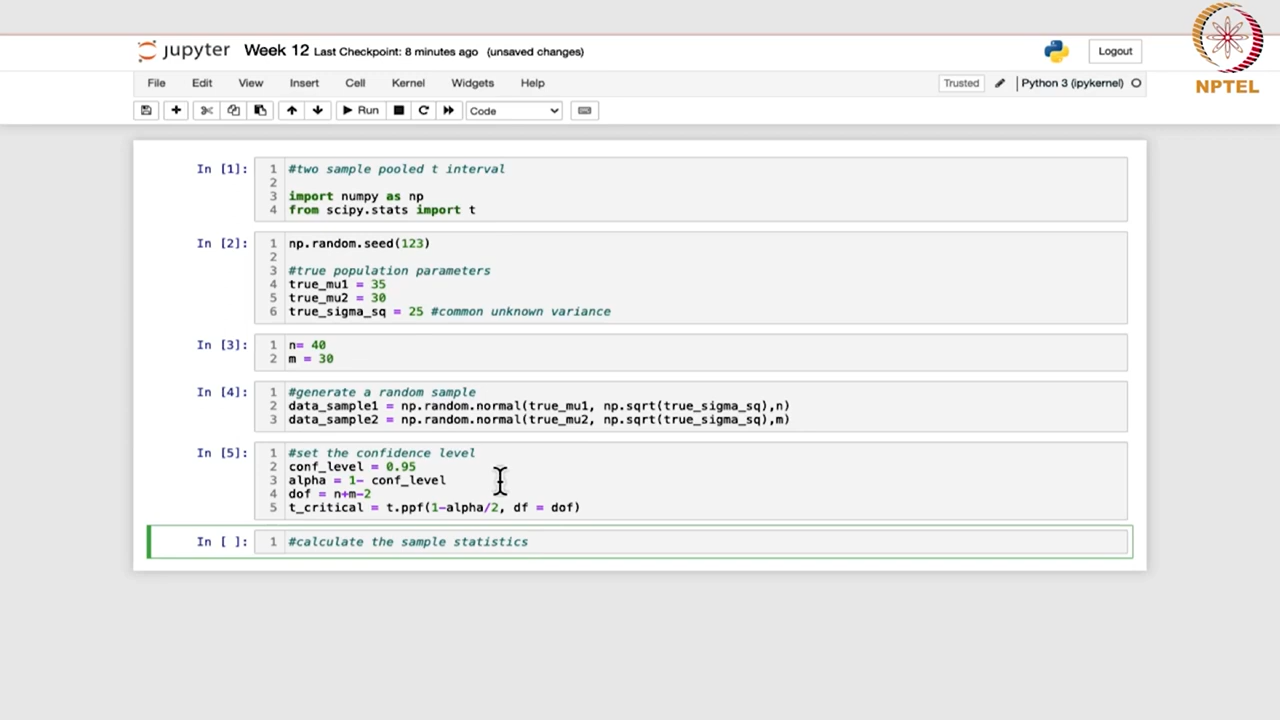 jupyter Week 12 Last Checkpoint: 8 minutes ago (unsaved changes)
Logout
NPTEL
File Edit View Insert Cell Kernel Widgets Help
Trusted Python 3 (ipykernel)
Run Code
In [1]:
1 #two sample pooled t interval
2
3 import numpy as np
4 from scipy.stats import t
In [2]:
1 np.random.seed(123)
2
3 #true population parameters
4 true_mu1 = 35
5 true_mu2 = 30
6 true_sigma_sq = 25 #common unknown variance
In [3]:
1 n= 40
2 m = 30
In [4]:
1 #generate a random sample
2 data_sample1 = np.random.normal(true_mu1, np.sqrt(true_sigma_sq),n)
3 data_sample2 = np.random.normal(true_mu2, np.sqrt(true_sigma_sq),m)
In [5]:
1 #set the confidence level
2 conf_level = 0.95
3 alpha = 1- conf_level
4 dof = n+m-2
5 t_critical = t.ppf(1-alpha/2, df = dof)
In [ ]:
1 #calculate the sample statistics